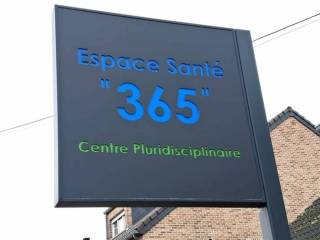 Espace Santé
"365"
Centre Pluridisciplinaire